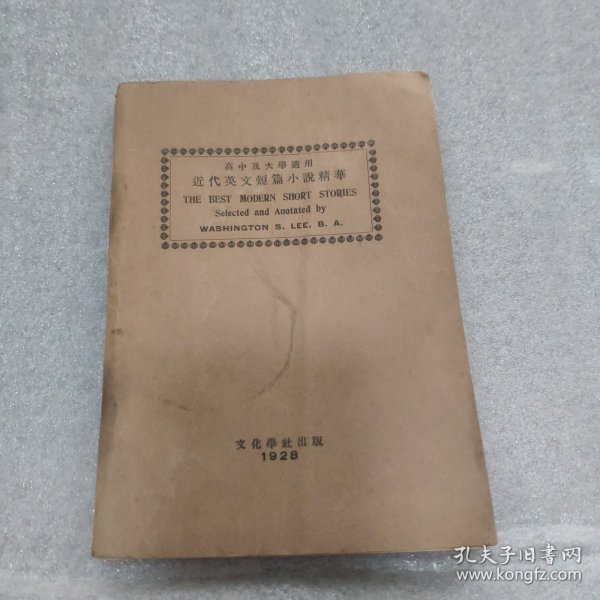 高中及大學適用
近代英文短篇小說精華
THE BEST MODERN SHORT STORIES
Selected and Anotated by
WASHINGTON S. LEE, B. A.
文化學社出版
1928
孔夫子旧书网
www.kongfz.com